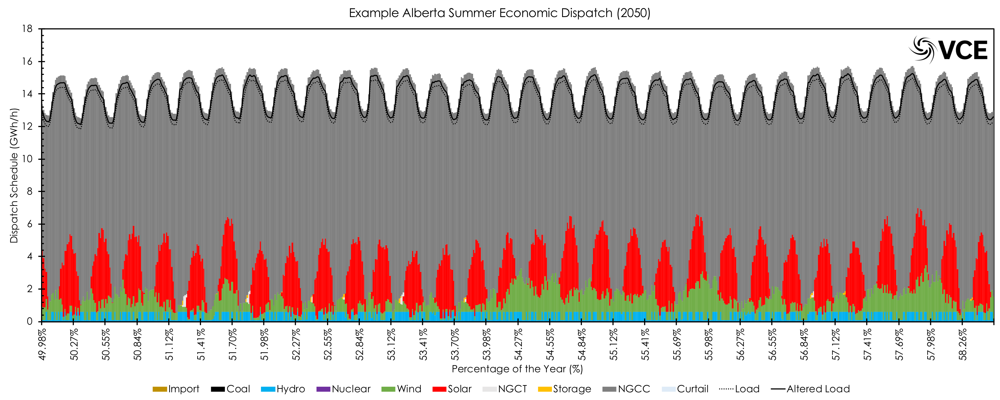 Example Alberta Summer Economic Dispatch (2050)
VCE
18
16
14
12
10
8
6
4
2
0
Dispatch Schedule (GWh/h)
49.98% 50.27% 50.55% 50.84% 51.12% 51.41% 51.70% 51.98% 52.27% 52.55% 52.84% 53.12% 53.41% 53.70% 53.98% 54.27% 54.55% 54.84% 55.12% 55.41% 55.69% 55.98% 56.27% 56.55% 56.84% 57.12% 57.41% 57.69% 57.98% 58.26%
Percentage of the Year (%)
Import Coal Hydro Nuclear Wind Solar NGCT Storage NGCC Curtail Load Altered Load